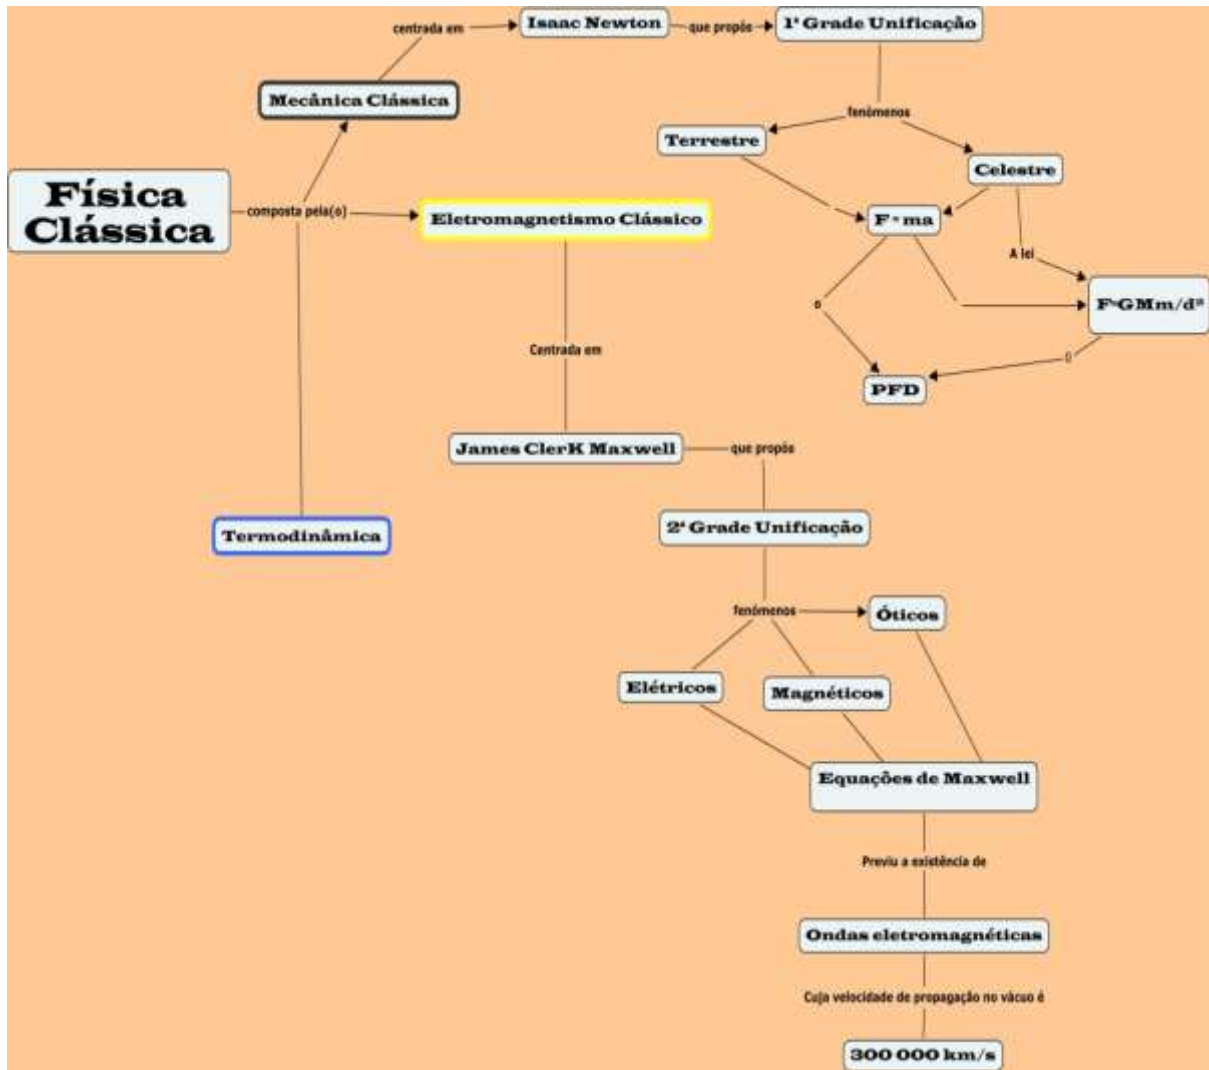 Física
Clássica
composta pela(o)
Mecânica Clássica
centrada em
Isaac Newton
que propôs
1ª Grade Unificação
fenômenos
Terrestre
Celestre
F = ma
A lei
F=GMm/d²
o
0
PFD
Eletromagnetismo Clássico
Centrada em
James ClerK Maxwell
que propôs
2ª Grade Unificação
fenômenos
Óticos
Elétricos
Magnéticos
Equações de Maxwell
Previu a existência de
Ondas eletromagnéticas
Cuja velocidade de propagação no vácuo é
300 000 km/s
Termodinâmica